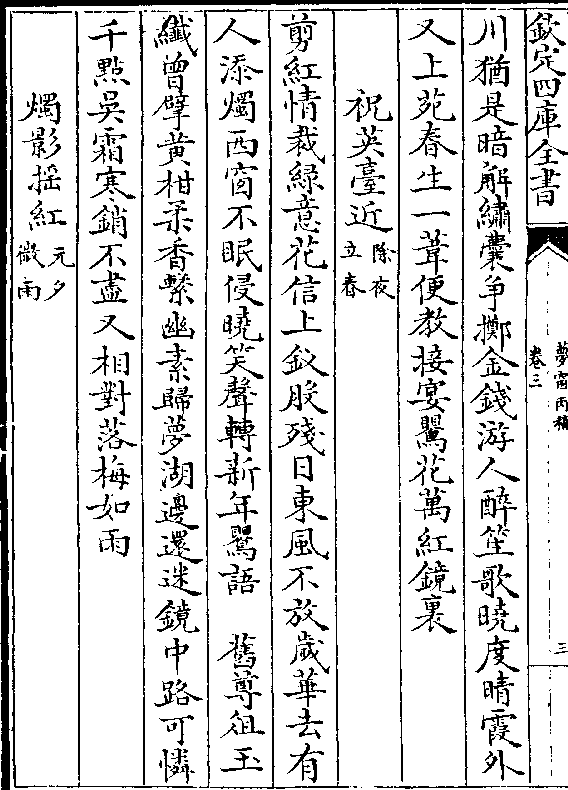 欽定四庫全書
夢窗丙稿
卷三
三
川猶是暗解繡囊争擲金錢游人醉笙歌曉度晴霞外
又上苑春生一葦便教接宴鸎花萬紅鏡裏
祝英臺近除夜立春
剪紅情裁緑意花信上釵股殘日東風不放嵗華去有
人添燭西窗不眠侵曉笑聲轉新年鸎語 舊尊俎玉
纖曾擘黄柑柔香繫幽素歸夢湖邊還迷鏡中路可憐
千點吳霜寒銷不盡又相對落梅如雨
燭影揺紅元夕微雨